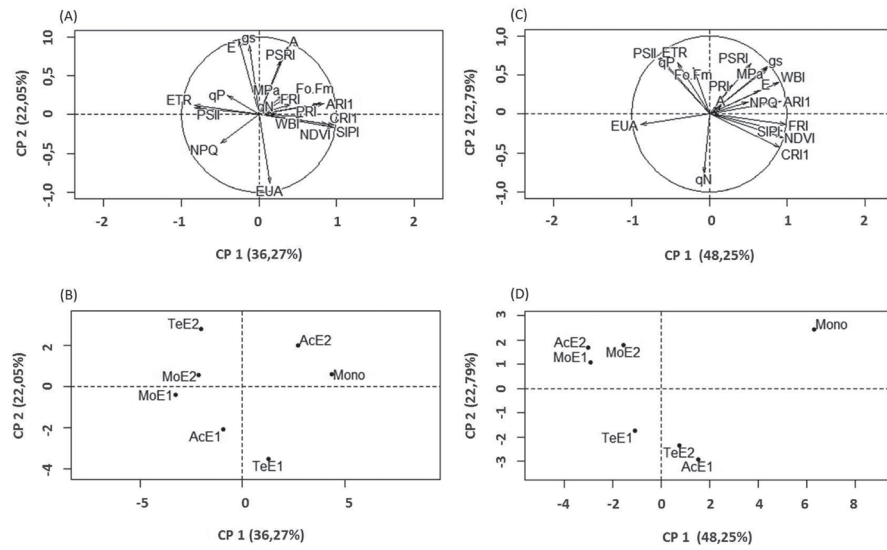 (A)
CP 2 (22,05%)
10
0,5
0
-0,5
-1,0
E
gs
A
PSRI
MPa
Fo.Fm
qP
FRI
ETR
qN
ARI1
PSII
PRI
CRI1
WBI
SIPI
NDVI
NPQ
EUA
-2
-1
0
1
2
CP 1 (36,27%)
(C)
CP 2 (22,79%)
1,0
0,5
0
-0,5
-1,0
PSII
ETR
qP
Fo.Fm
PSRI
gs
MPa
WBI
PRI
E
A
NPQ
ARI1
EUA
FRI
SIPI
NDVI
CRI1
qN
-2
-1
0
1
2
CP 1 (48,25%)
(B)
CP 2 (22,05%)
2
0
-2
-4
TeE2
AcE2
MoE2
Mono
MoE1
AcE1
TeE1
-5
0
5
CP 1 (36,27%)
(D)
CP 2 (22,79%)
3
2
1
0
-1
-2
-3
Mono
AcE2
MoE2
MoE1
TeE1
TeE2
AcE1
-4
-2
0
2
4
6
8
CP 1 (48,25%)